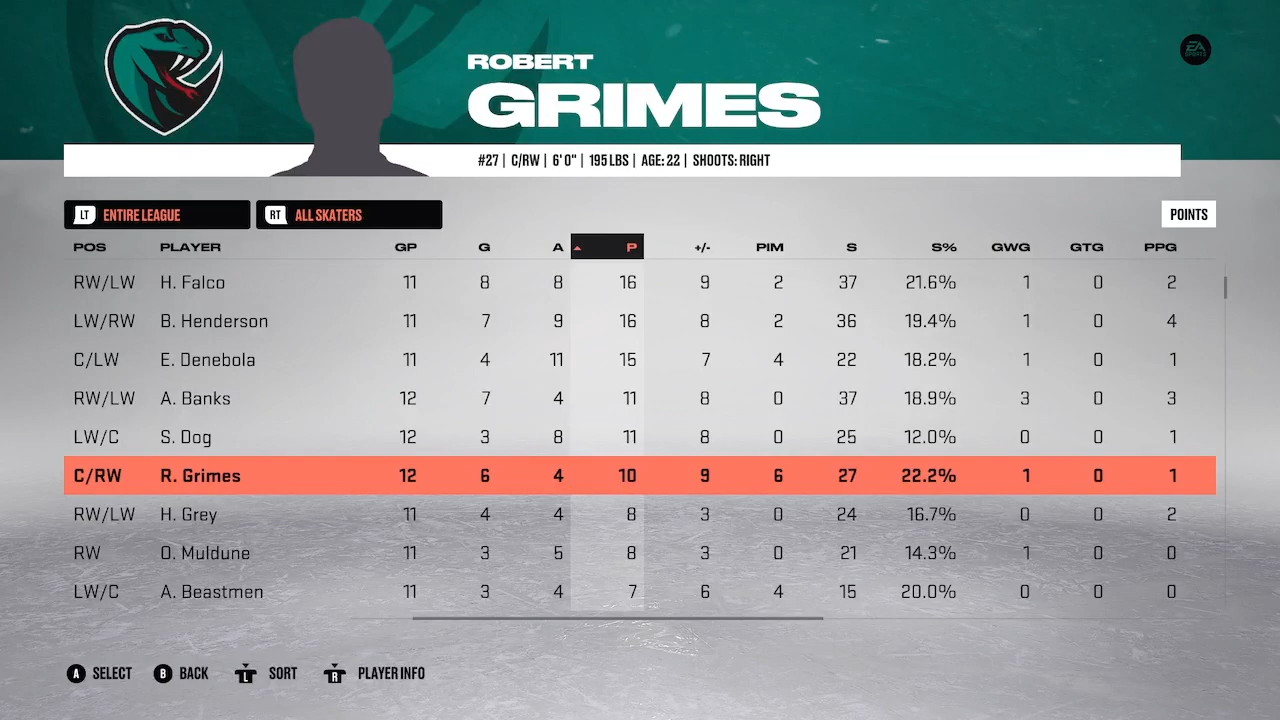 EA SPORTS
ROBERT
GRIMES
#27 | C/RW | 6' 0" | 195 LBS | AGE: 22 | SHOOTS: RIGHT
LT ENTIRE LEAGUE RT ALL SKATERS POINTS
POS PLAYER GP G A P +/- PIM S S% GWG GTG PPG
RW/LW H. Falco 11 8 8 16 9 2 37 21.6% 1 0 2
LW/RW B. Henderson 11 7 9 16 8 2 36 19.4% 1 0 4
C/LW E. Denebola 11 4 11 15 7 4 22 18.2% 1 0 1
RW/LW A. Banks 12 7 4 11 8 0 37 18.9% 3 0 3
LW/C S. Dog 12 3 8 11 8 0 25 12.0% 0 0 1
C/RW R. Grimes 12 6 4 10 9 6 27 22.2% 1 0 1
RW/LW H. Grey 11 4 4 8 3 0 24 16.7% 0 0 2
RW O. Muldune 11 3 5 8 3 0 21 14.3% 1 0 0
LW/C A. Beastmen 11 3 4 7 6 4 15 20.0% 0 0 0
A SELECT B BACK L SORT R PLAYER INFO